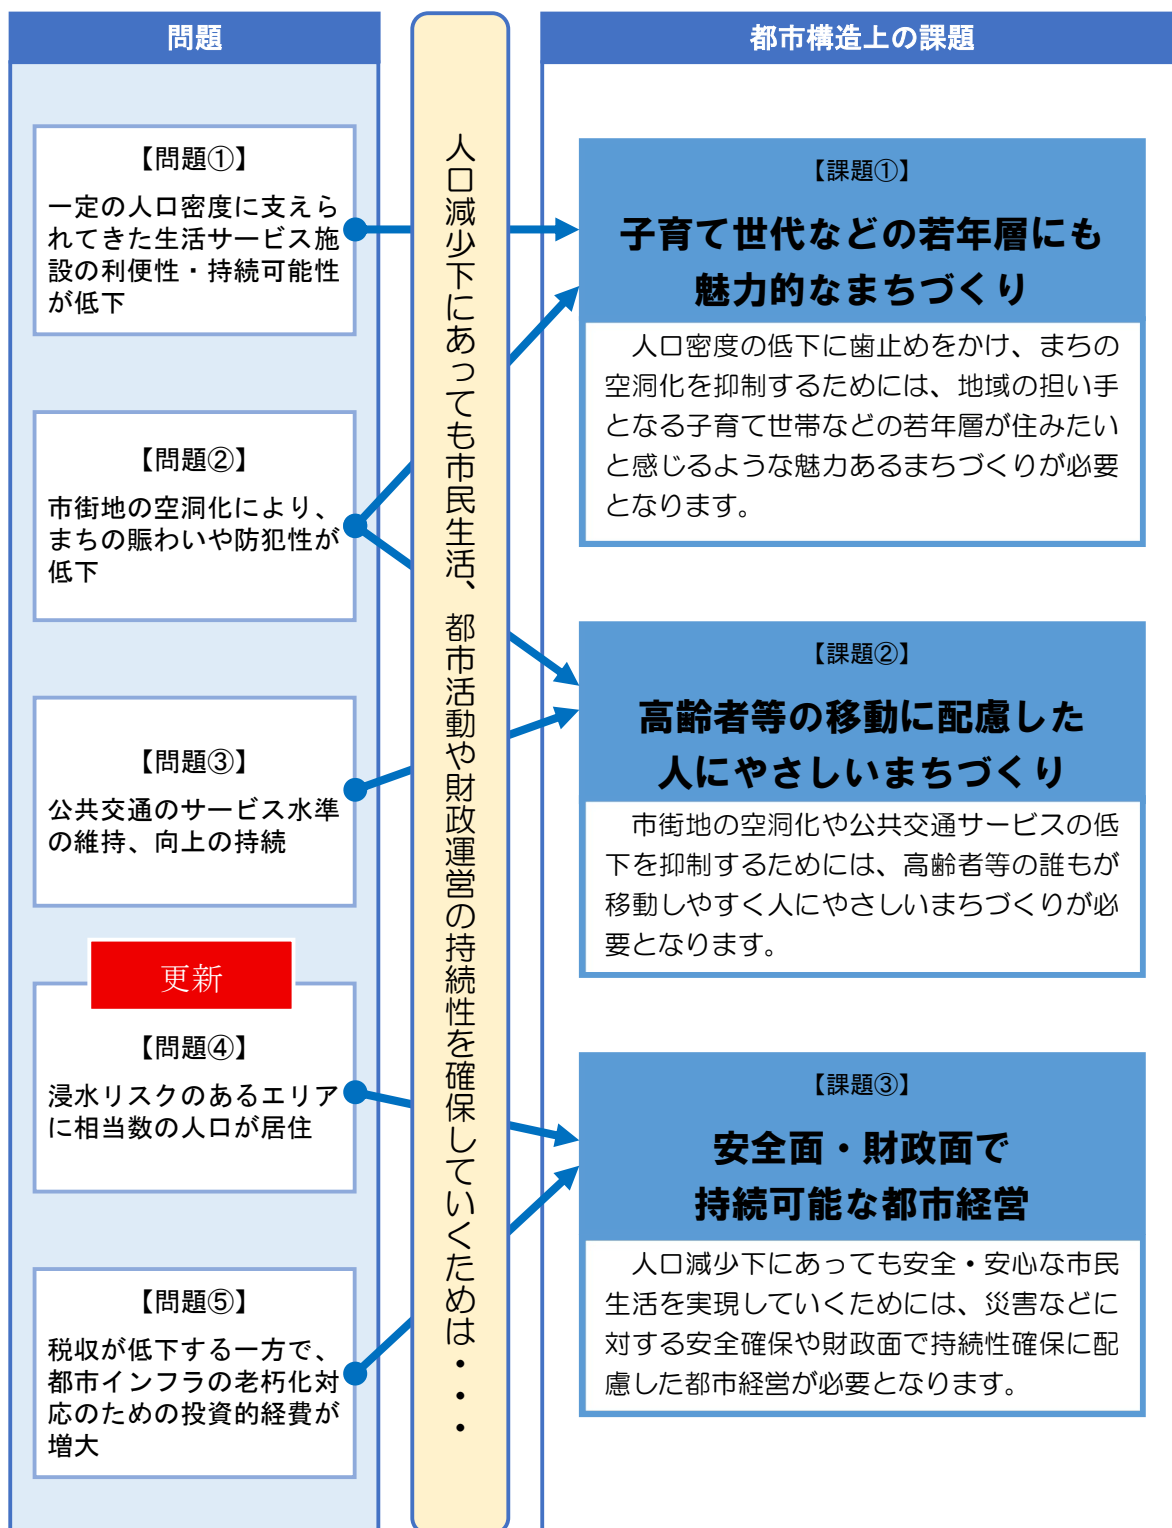 問題
【問題①】
一定の人口密度に支えら
れてきた生活サービス施
設の利便性・持続可能性
が低下
【問題②】
市街地の空洞化により、
まちの賑わいや防犯性が
低下
【問題③】
公共交通のサービス水準
の維持、向上の持続
更新
【問題④】
浸水リスクのあるエリア
に相当数の人口が居住
【問題⑤】
税収が低下する一方で、
都市インフラの老朽化対
応のための投資的経費が
増大
人口減少下にあっても市民生活、都市活動や財政運営の持続性を確保していくためは・・・
都市構造上の課題
【課題①】
子育て世代などの若年層にも
魅力的なまちづくり
人口密度の低下に歯止めをかけ、まちの
空洞化を抑制するためには、地域の担い手
となる子育て世帯などの若年層が住みたい
と感じるような魅力あるまちづくりが必要
となります。
【課題②】
高齢者等の移動に配慮した
人にやさしいまちづくり
市街地の空洞化や公共交通サービスの低
下を抑制するためには、高齢者等の誰もが
移動しやすく人にやさしいまちづくりが必
要となります。
【課題③】
安全面・財政面で
持続可能な都市経営
人口減少下にあっても安全・安心な市民
生活を実現していくためには、災害などに
対する安全確保や財政面で持続性確保に配
慮した都市経営が必要となります。